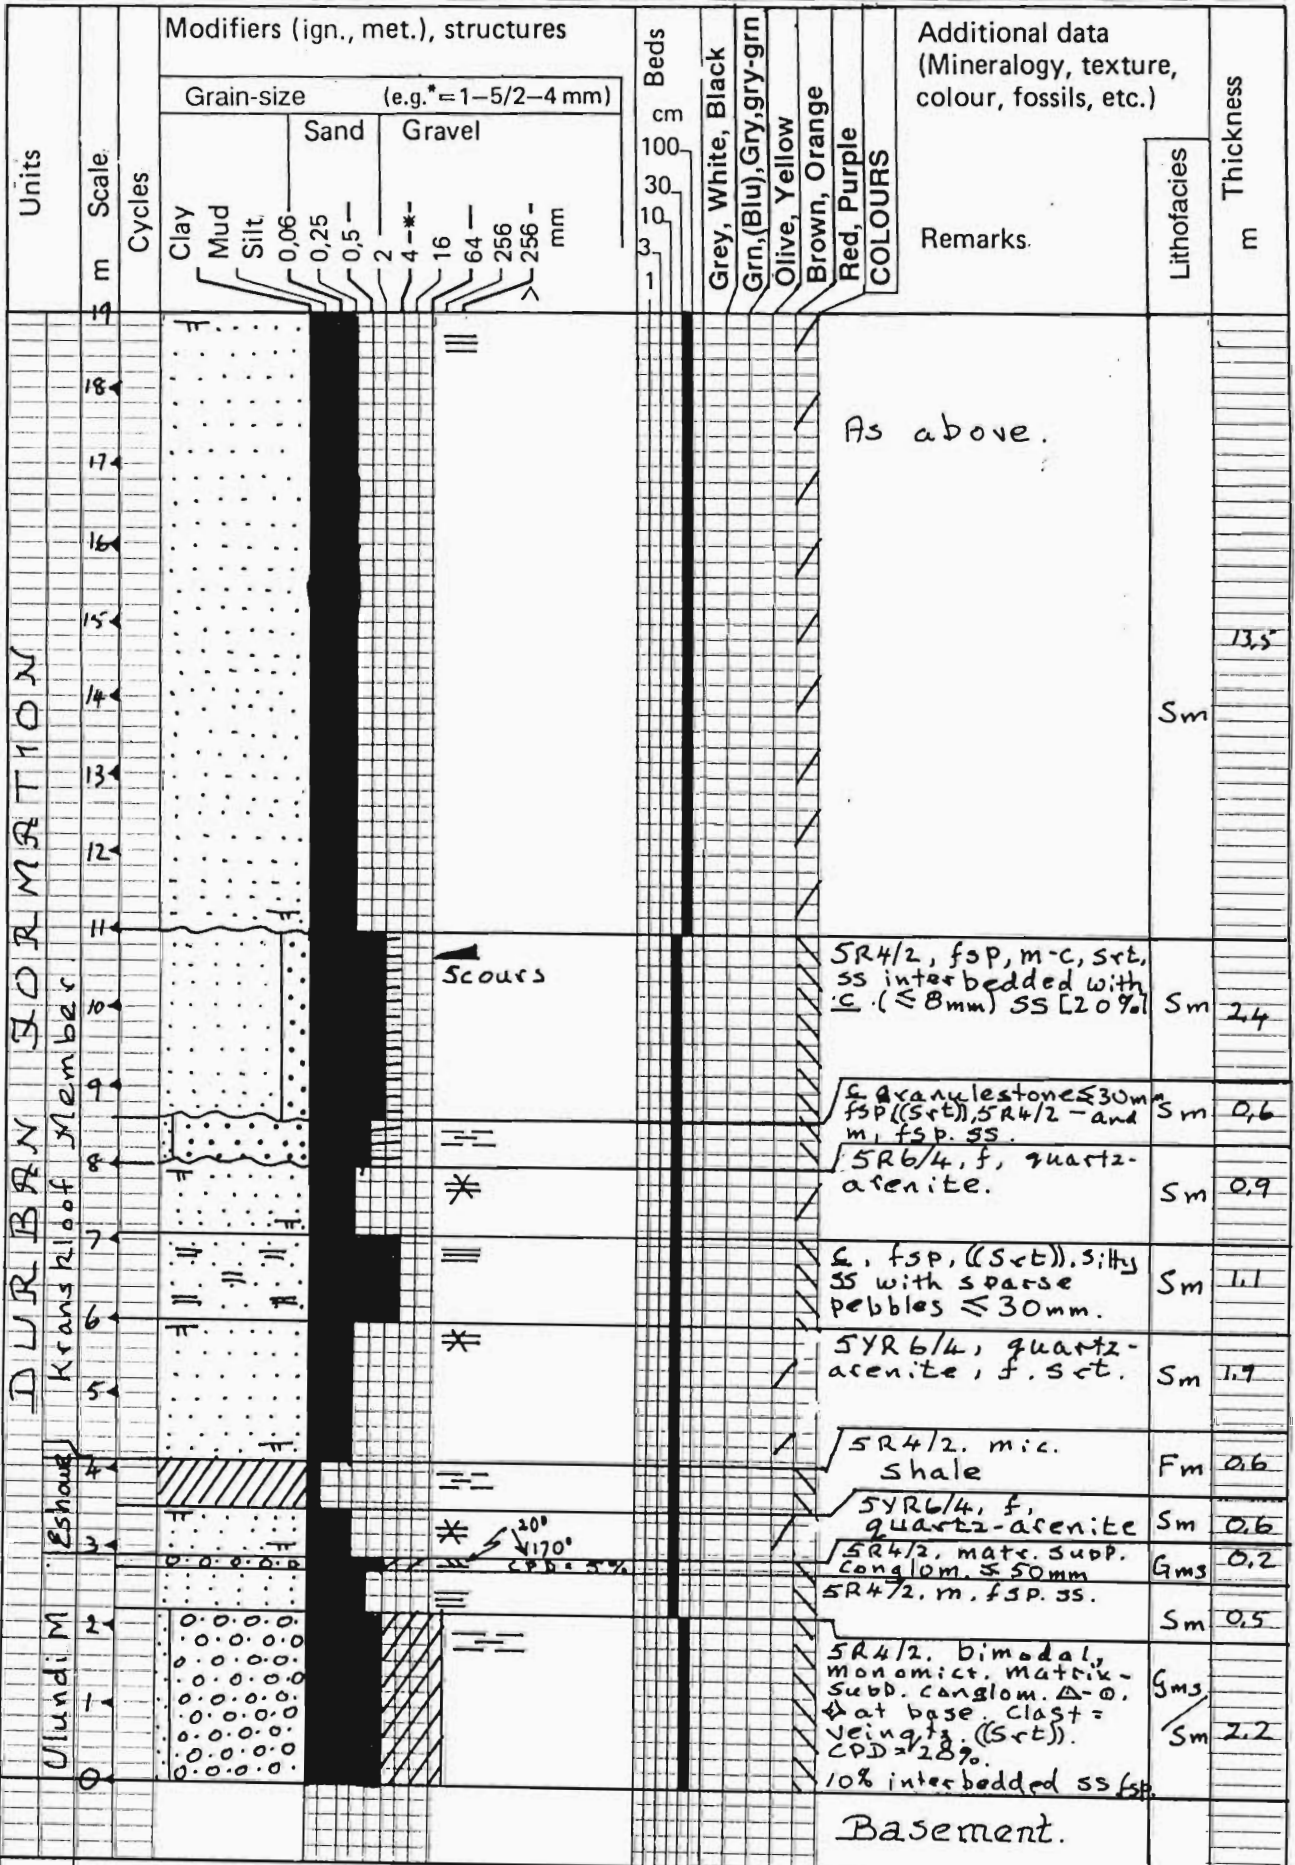 Modifiers (ign., met.), structures
Grain-size (e.g.*=1–5/2–4 mm)
Sand Gravel
Units
Scale m
Cycles
Clay
Mud
Silt
0,06
0,25
0,5
2
4 -*-
16
64
256
>256
mm
Beds
cm
100
30
10
3
1
Grey, White, Black
Grn,(Blu),Gry,gry-grn
Olive, Yellow
Brown, Orange
Red, Purple
COLOURS
Additional data
(Mineralogy, texture,
colour, fossils, etc.)
Remarks.
Lithofacies
Thickness
m
DURBAN FORMATION
Kranskloof Member
Eshowe
Ulundi M
19
18
17
16
15
14
13
12
11
10
9
8
7
6
5
4
3
2
1
0
As above.
Sm
13,5
Scours
5R4/2, fsp, m-c, srt,
ss interbedded with
c (≤8mm) ss [20%]
Sm 2,4
c granulestone ≤30mm
fsp ((srt)), 5R4/2 - and
m, fsp. ss.
Sm 0,6
5R6/4, f, quartz-
arenite.
Sm 0,9
c, fsp, ((srt)). silty
ss with sparse
pebbles ≤30mm.
Sm 1.1
5YR6/4, quartz-
arenite, f. srt.
Sm 1.9
5R4/2. mic.
shale
Fm 0,6
5YR6/4, f,
quartz-arenite
Sm 0,6
20°
170°
CPD = 5%
5R4/2. matr. supp.
conglom. ≤50mm
Gms 0,2
5R4/2. m. fsp. ss.
Sm 0,5
5R4/2. bimodal,
monomict. matrix-
supp. conglom.
at base. Clast =
vein qtz. ((srt)).
CPD = 28%.
10% interbedded ss fsp.
Gms/Sm 2.2
Basement.